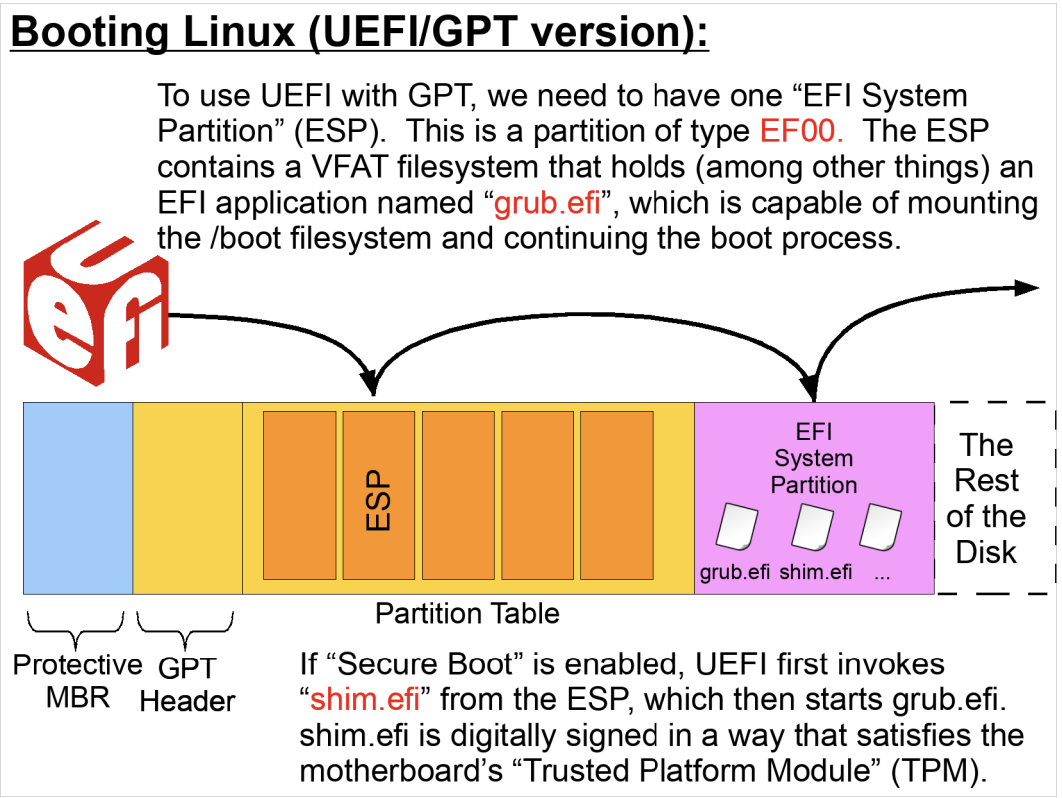 Booting Linux (UEFI/GPT version):
To use UEFI with GPT, we need to have one “EFI System
Partition” (ESP).  This is a partition of type EF00.  The ESP
contains a VFAT filesystem that holds (among other things) an
EFI application named “grub.efi”, which is capable of mounting
the /boot filesystem and continuing the boot process.
uefi
ESP
EFI
System
Partition
grub.efi shim.efi ...
The
Rest
of the
Disk
Partition Table
Protective
MBR
GPT
Header
If “Secure Boot” is enabled, UEFI first invokes
“shim.efi” from the ESP, which then starts grub.efi.
shim.efi is digitally signed in a way that satisfies the
motherboard’s “Trusted Platform Module” (TPM).